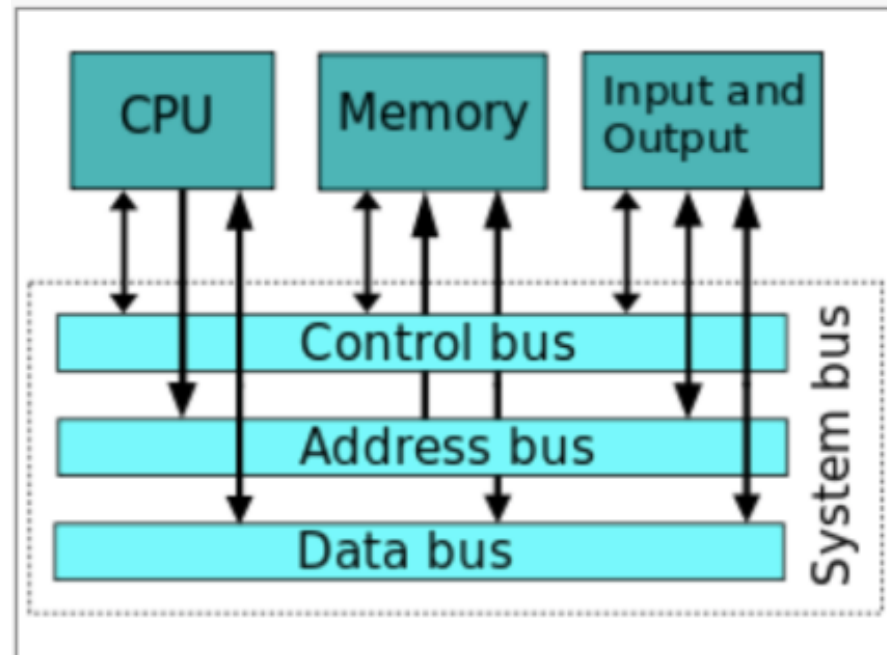 CPU
Memory
Input and
Output
Control bus
Address bus
Data bus
System bus